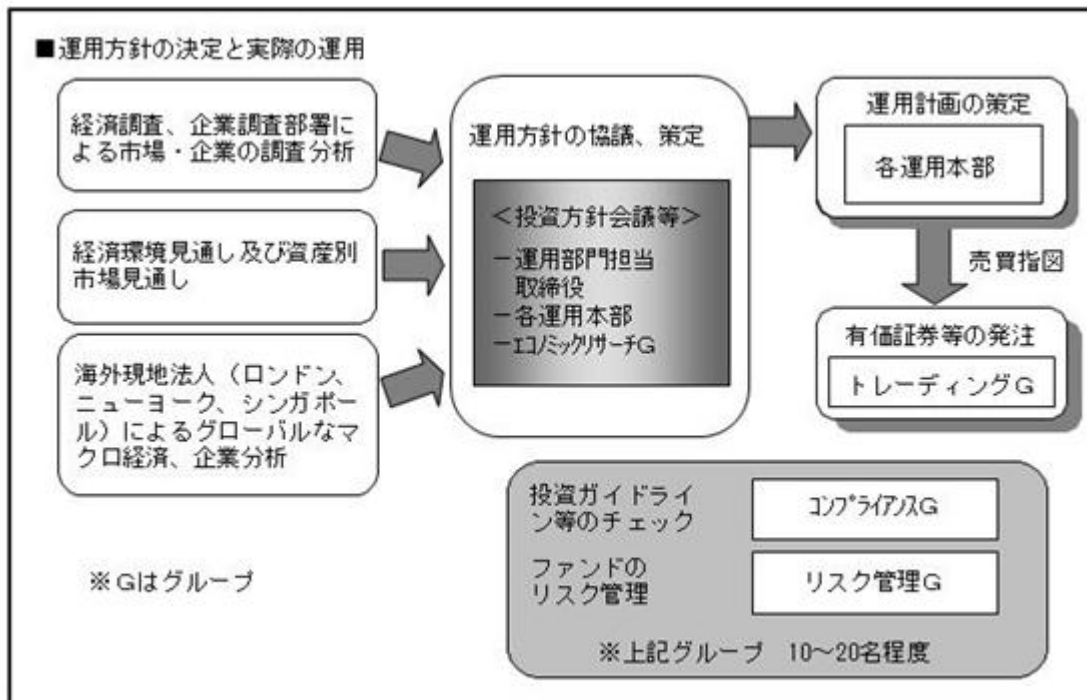 ■運用方針の決定と実際の運用
経済調査、企業調査部署に
よる市場・企業の調査分析
経済環境見通し及び資産別
市場見通し
海外現地法人（ロンドン、
ニューヨーク、シンガポー
ル）によるグローバルなマ
クロ経済、企業分析
※Gはグループ
運用方針の協議、策定
＜投資方針会議等＞
－運用部門担当
取締役
－各運用本部
－ｴｺﾉﾐｯｸﾘｻｰﾁG
運用計画の策定
各運用本部
売買指図
有価証券等の発注
トレーディングG
投資ガイドライ
ン等のチェック
ｺﾝﾌﾟﾗｲｱﾝｽG
ファンドの
リスク管理
リスク管理G
※上記グループ　10～20名程度